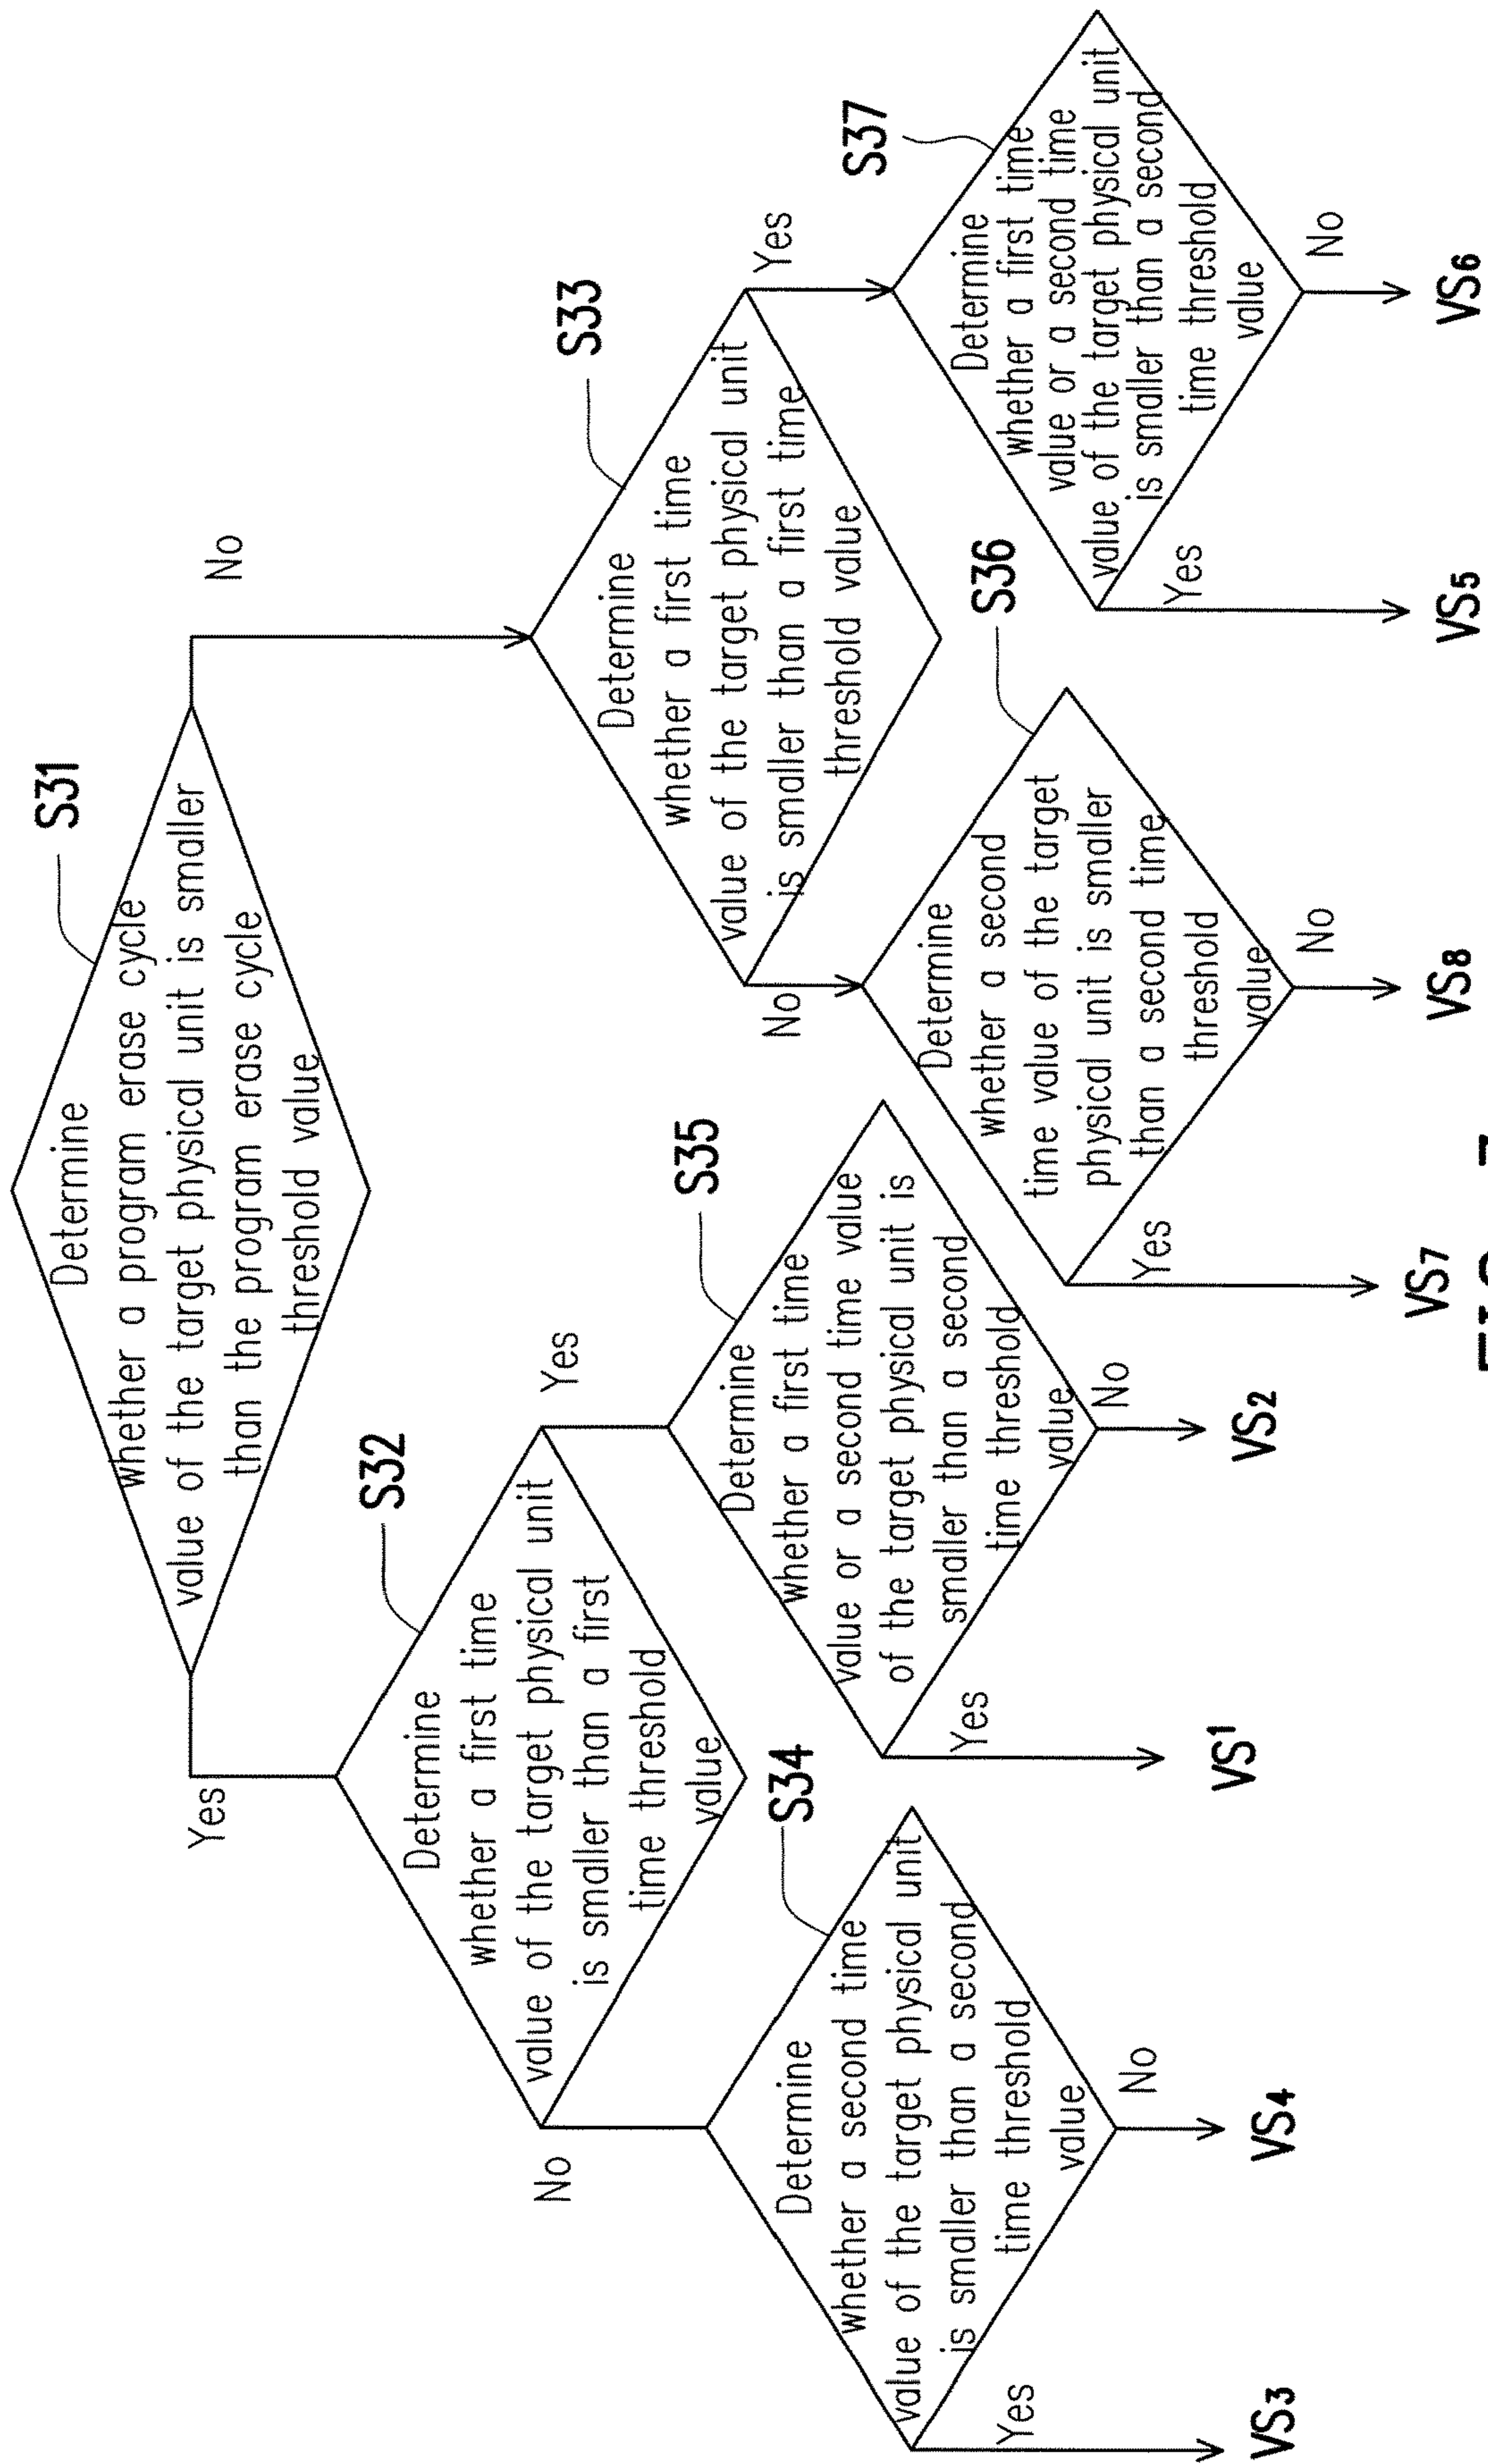 S31
Determine
whether a program erase cycle
value of the target physical unit is smaller
than the program erase cycle
threshold value
Yes
No
S32
Determine
whether a first time
value of the target physical unit
is smaller than a first
time threshold
value
No
Yes
S33
Determine
whether a first time
value of the target physical unit
is smaller than a first time
threshold value
No
Yes
S34
Determine
whether a second time
value of the target physical unit
is smaller than a second
time threshold
value
Yes
No
VS3
VS4
S35
Determine
whether a first time
value or a second time value
of the target physical unit is
smaller than a second
time threshold
value
Yes
No
VS1
VS2
S36
Determine
whether a second
time value of the target
physical unit is smaller
than a second time
threshold
value
Yes
No
VS7
VS8
S37
Determine
whether a first time
value or a second time
value of the target physical unit
is smaller than a second
time threshold
value
Yes
No
VS5
VS6